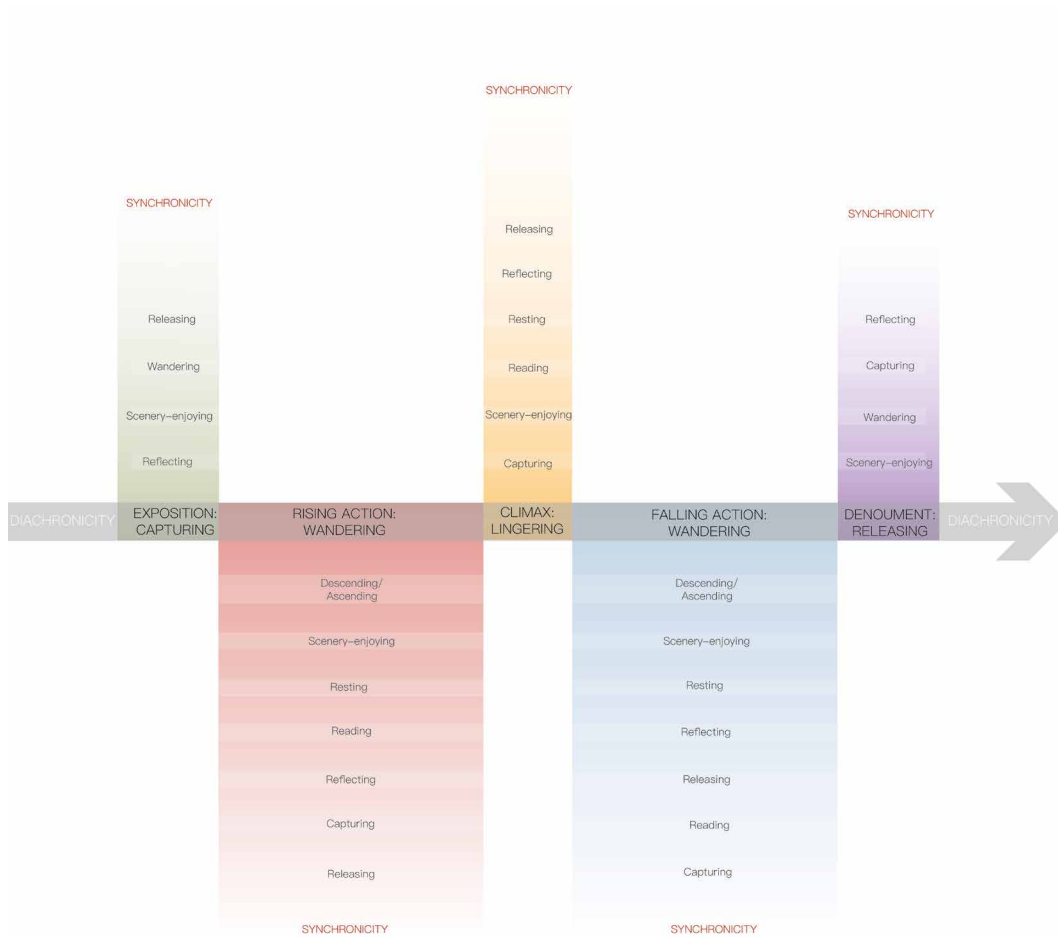 SYNCHRONICITY
Releasing
Reflecting
Resting
Reading
Scenery-enjoying
Capturing
SYNCHRONICITY
Releasing
Wandering
Scenery-enjoying
Reflecting
SYNCHRONICITY
Reflecting
Capturing
Wandering
Scenery-enjoying
DIACHRONICITY
EXPOSITION:
CAPTURING
RISING ACTION:
WANDERING
CLIMAX:
LINGERING
FALLING ACTION:
WANDERING
DENOUMENT:
RELEASING
DIACHRONICITY
Descending/
Ascending
Scenery-enjoying
Resting
Reading
Reflecting
Capturing
Releasing
SYNCHRONICITY
Descending/
Ascending
Scenery-enjoying
Resting
Reflecting
Releasing
Reading
Capturing
SYNCHRONICITY